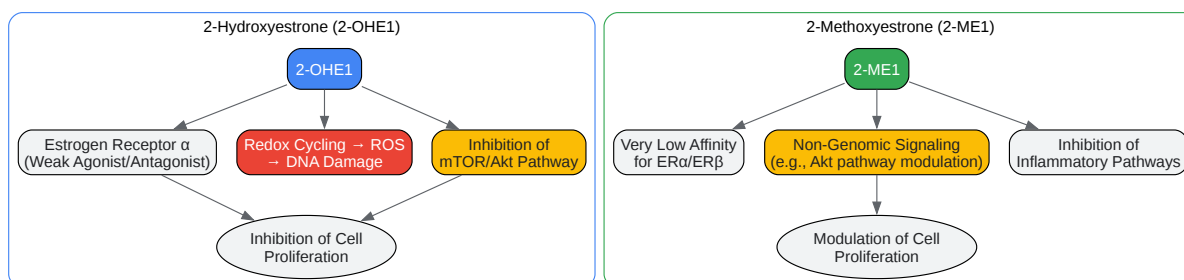 2-Hydroxyestrone (2-OHE1)
2-OHE1
Estrogen Receptor α
(Weak Agonist/Antagonist)
Redox Cycling → ROS
→ DNA Damage
Inhibition of
mTOR/Akt Pathway
Inhibition of Cell
Proliferation
2-Methoxyestrone (2-ME1)
2-ME1
Very Low Affinity
for ERα/ERβ
Non-Genomic Signaling
(e.g., Akt pathway modulation)
Inhibition of
Inflammatory Pathways
Modulation of Cell
Proliferation